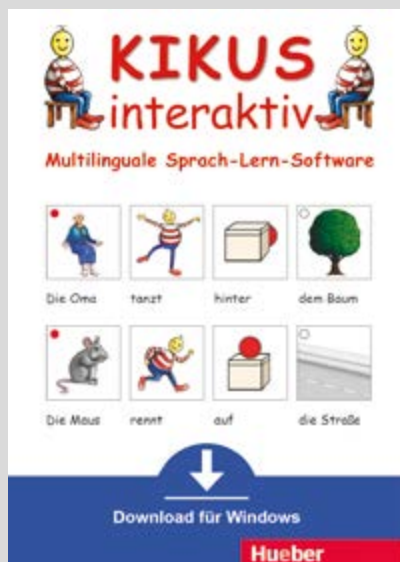 KIKUS
interaktiv
Multilinguale Sprach-Lern-Software
Die Oma tanzt hinter dem Baum
Die Maus rennt auf die Straße
Download für Windows
Hueber